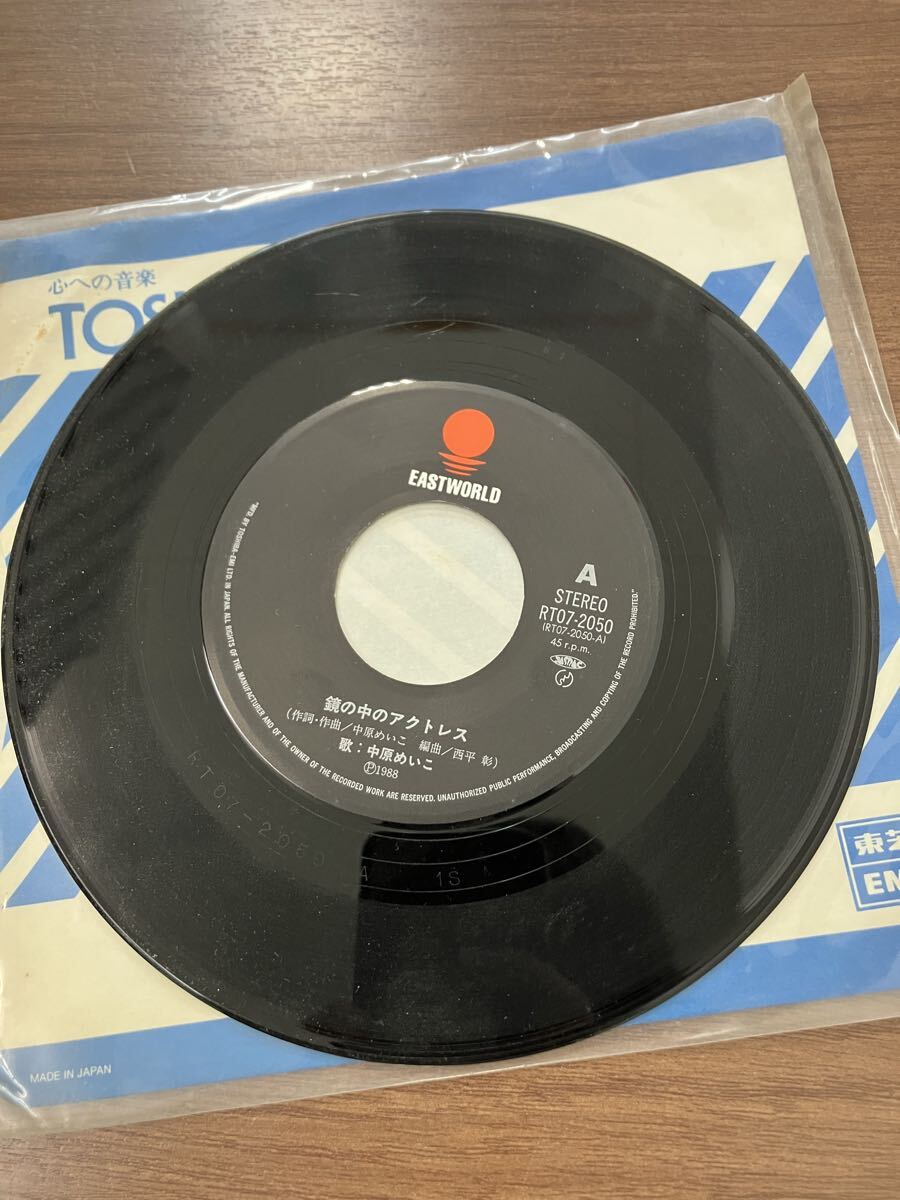 心への音楽
TOS
EASTWORLD
A
STEREO
RT07-2050
(RT07-2050-A)
45 r.p.m.
鏡の中のアクトレス
(作詞・作曲/中原めいこ 編曲/西平 彰)
歌:中原めいこ
Ⓟ1988
"MFD. BY TOSHIBA-EMI LTD. IN JAPAN. ALL RIGHTS OF THE MANUFACTURER AND OF THE OWNER OF THE RECORDED WORK ARE RESERVED. UNAUTHORIZED PUBLIC PERFORMANCE, BROADCASTING AND COPYING OF THE RECORD PROHIBITED."
T07-2050 A 1S
東芝
EM
MADE IN JAPAN